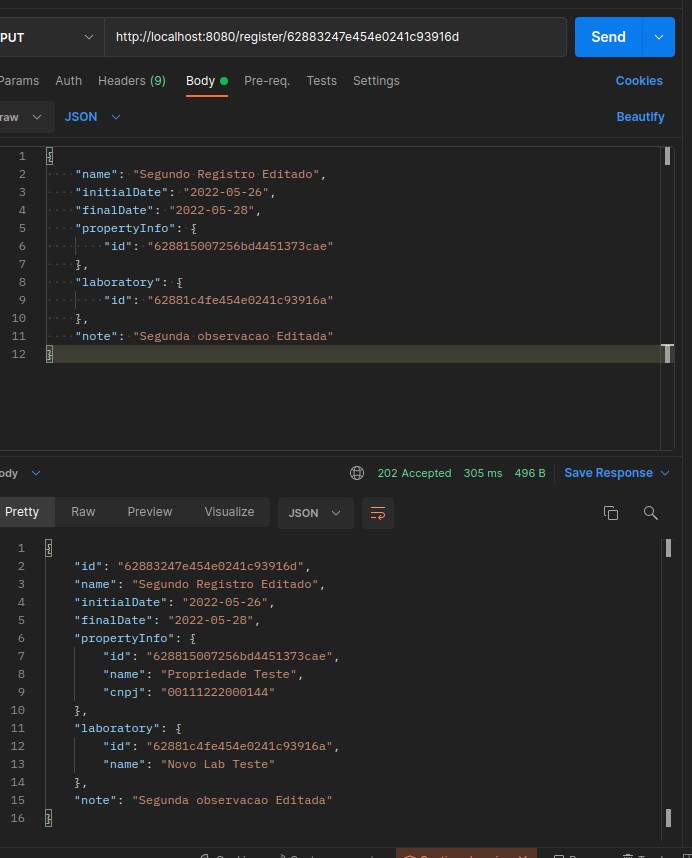 PUT http://localhost:8080/register/62883247e454e0241c93916d Send
Params Auth Headers (9) Body Pre-req. Tests Settings Cookies
raw JSON Beautify
1 {
2 "name": "Segundo Registro Editado",
3 "initialDate": "2022-05-26",
4 "finalDate": "2022-05-28",
5 "propertyInfo": {
6 "id": "628815007256bd4451373cae"
7 },
8 "laboratory": {
9 "id": "62881c4fe454e0241c93916a"
10 },
11 "note": "Segunda observacao Editada"
12 }
ody 202 Accepted 305 ms 496 B Save Response
Pretty Raw Preview Visualize JSON
1 {
2 "id": "62883247e454e0241c93916d",
3 "name": "Segundo Registro Editado",
4 "initialDate": "2022-05-26",
5 "finalDate": "2022-05-28",
6 "propertyInfo": {
7 "id": "628815007256bd4451373cae",
8 "name": "Propriedade Teste",
9 "cnpj": "00111222000144"
10 },
11 "laboratory": {
12 "id": "62881c4fe454e0241c93916a",
13 "name": "Novo Lab Teste"
14 },
15 "note": "Segunda observacao Editada"
16 }